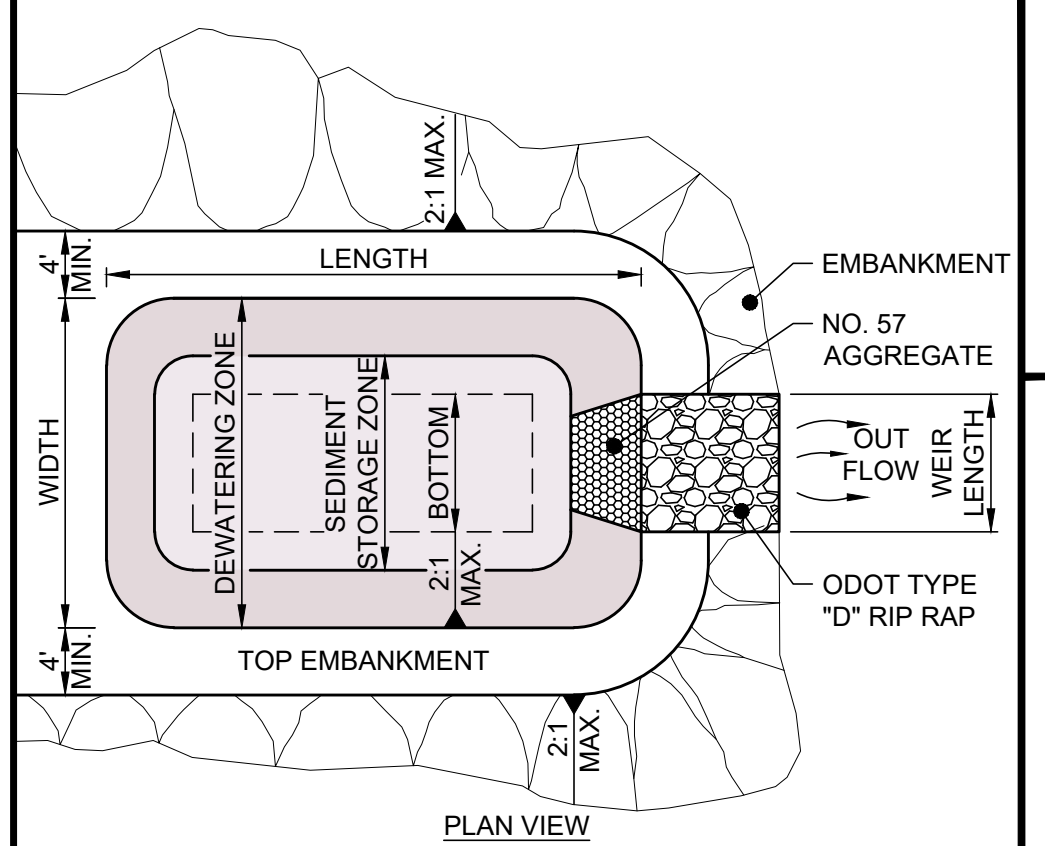 2:1 MAX.
4'
MIN.
LENGTH
EMBANKMENT
NO. 57
AGGREGATE
WIDTH
DEWATERING ZONE
SEDIMENT
STORAGE ZONE
BOTTOM
OUT
FLOW
WEIR
LENGTH
2:1
MAX.
ODOT TYPE
"D" RIP RAP
4'
MIN.
TOP EMBANKMENT
2:1
MAX.
PLAN VIEW